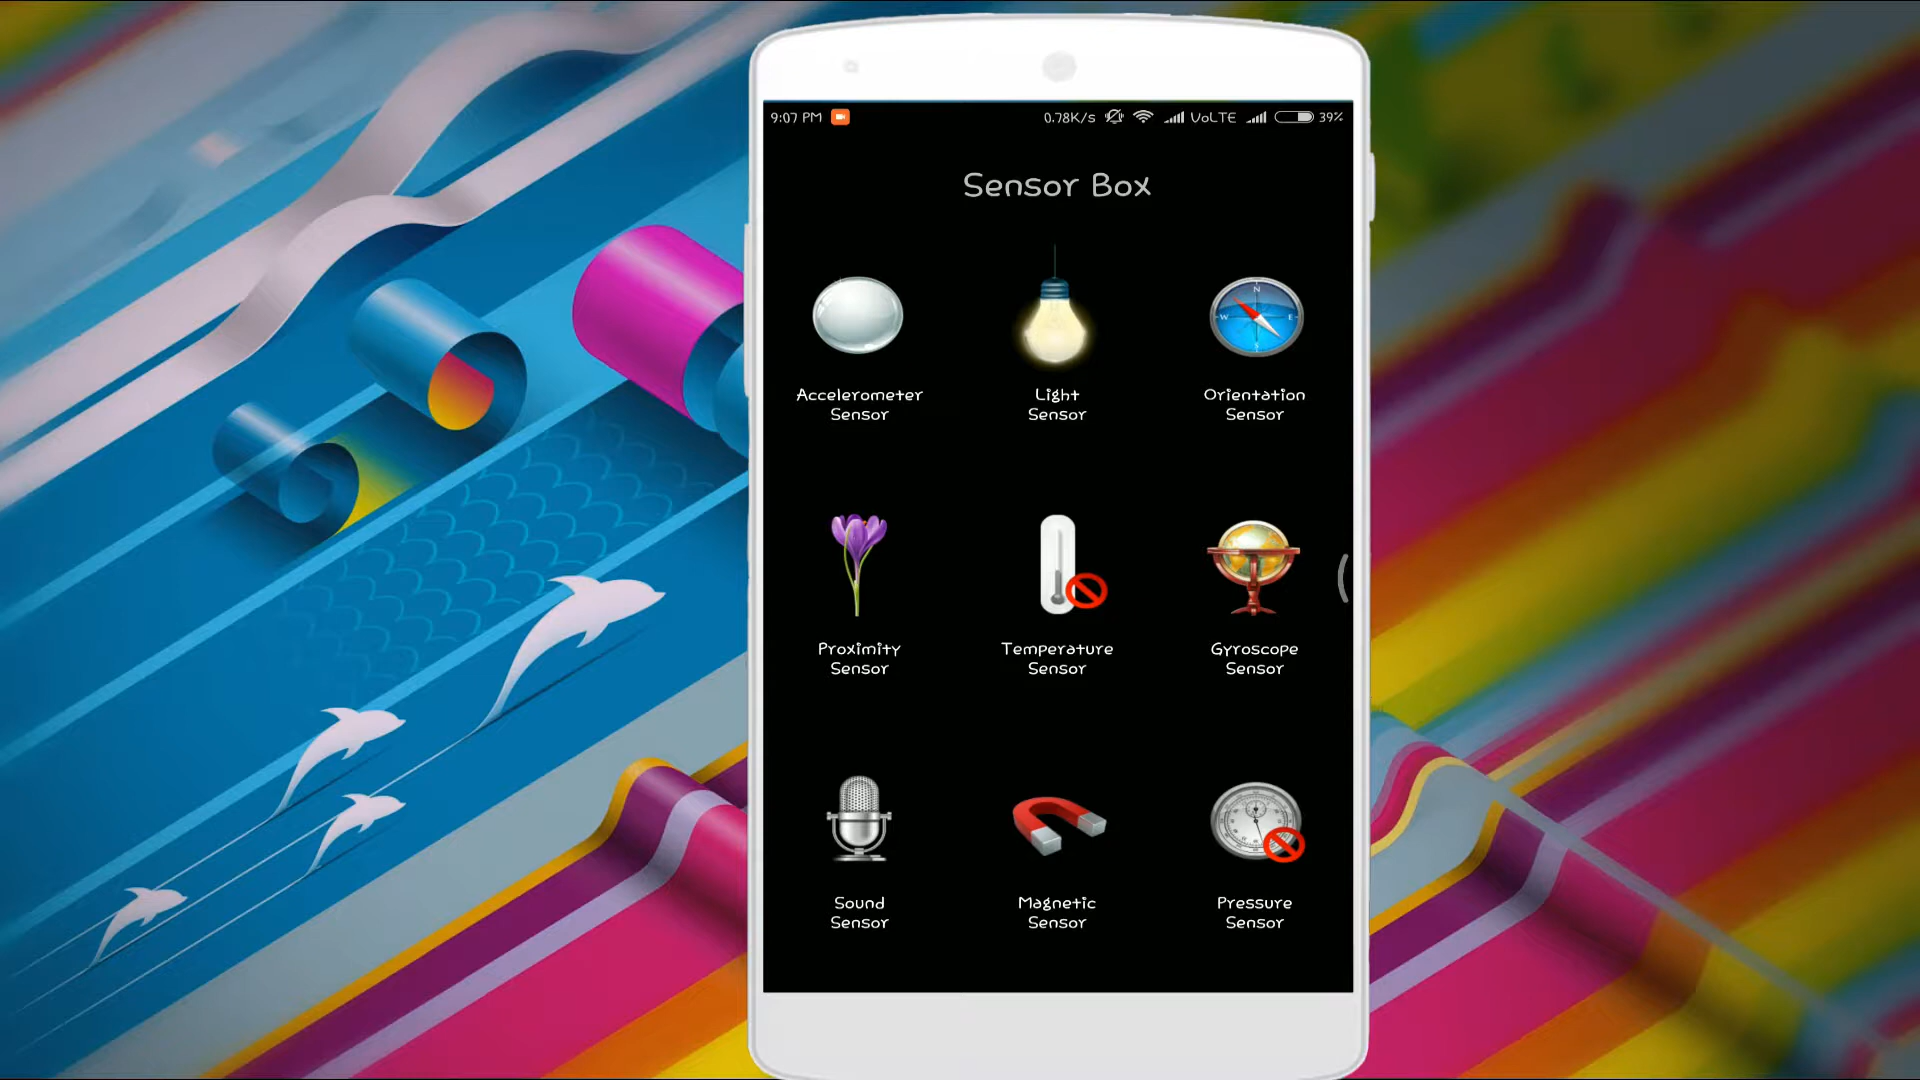 9:07 PM 0.78K/s VoLTE 39%
Sensor Box
N
W E
S
Accelerometer Sensor
Light Sensor
Orientation Sensor
Proximity Sensor
Temperature Sensor
Gyroscope Sensor
Sound Sensor
Magnetic Sensor
Pressure Sensor